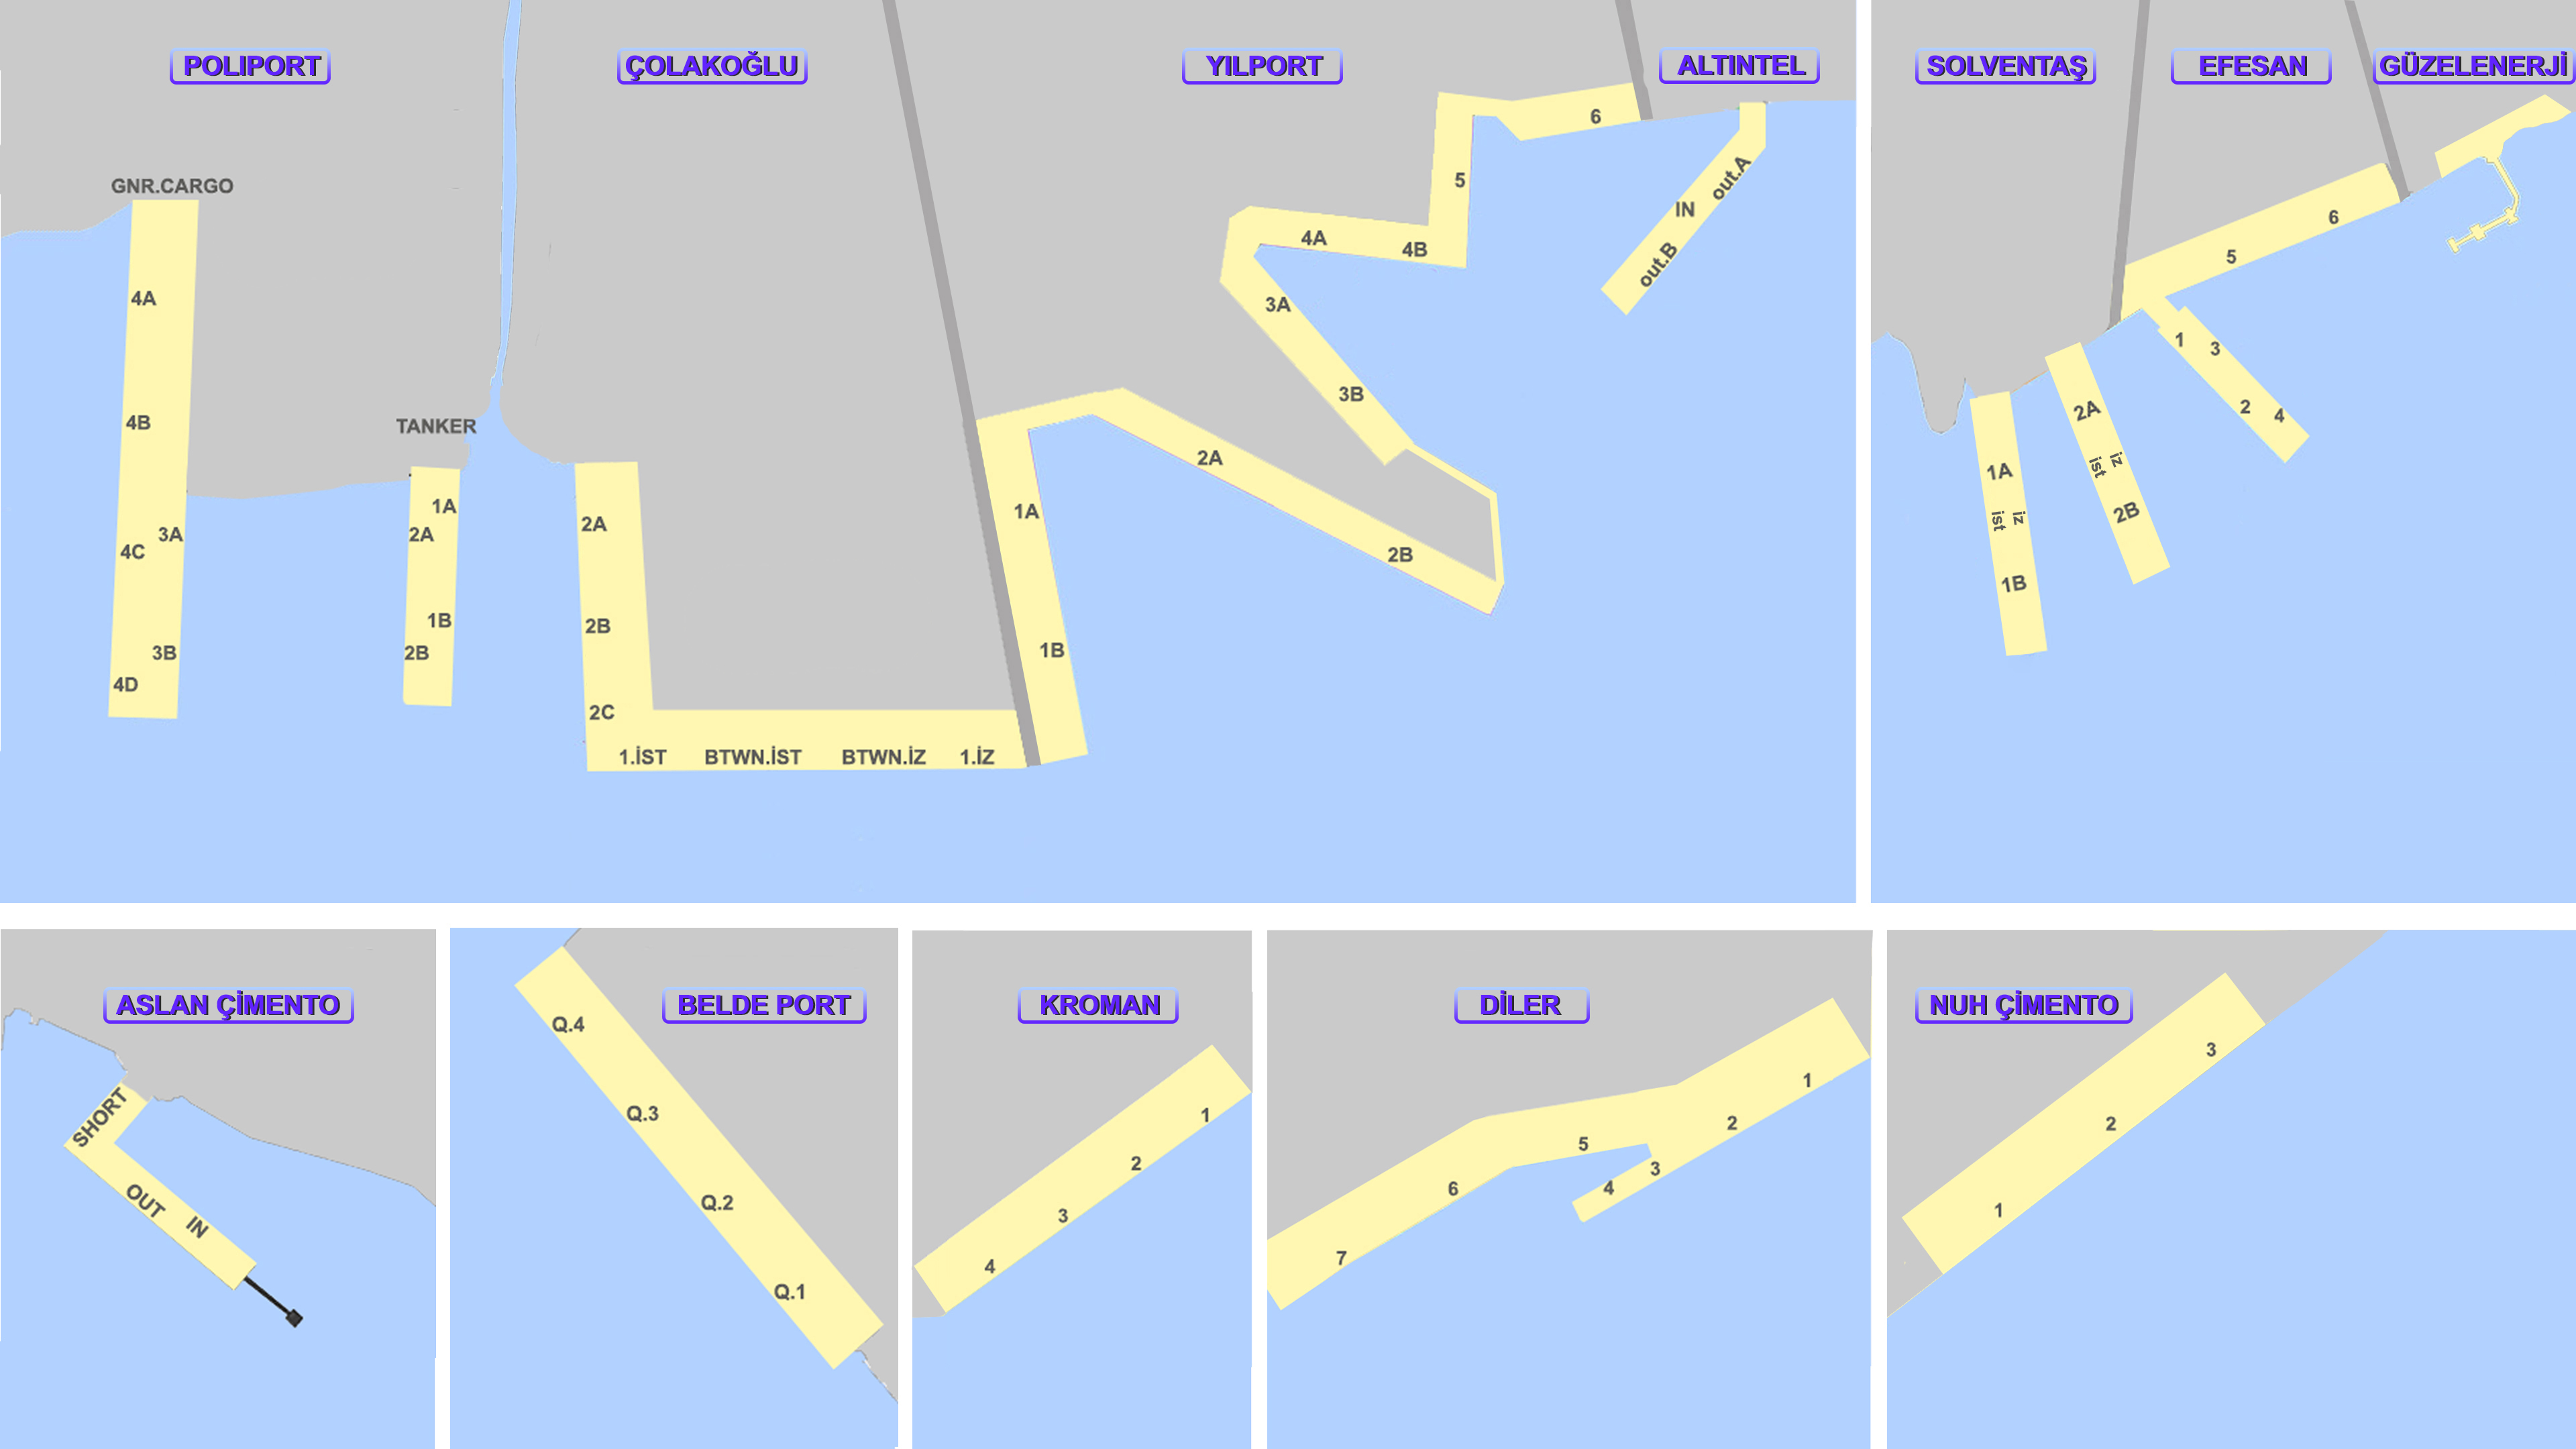 POLIPORT
GNR.CARGO
4A
4B
4C
3A
3B
4D
TANKER
1A
2A
1B
2B
ÇOLAKOĞLU
2A
2B
2C
1.İST
BTWN.İST
BTWN.İZ
1.İZ
YILPORT
1A
1B
2A
2B
3A
3B
4A
4B
5
6
ALTINTEL
out.A
IN
out.B
SOLVENTAŞ
1A
iz
ist
1B
2A
iz
ist
2B
EFESAN
6
5
1
3
2
4
GÜZELENERJİ
ASLAN ÇİMENTO
SHORT
OUT
IN
BELDE PORT
Q.4
Q.3
Q.2
Q.1
KROMAN
1
2
3
4
DİLER
1
2
3
4
5
6
7
NUH ÇİMENTO
3
2
1